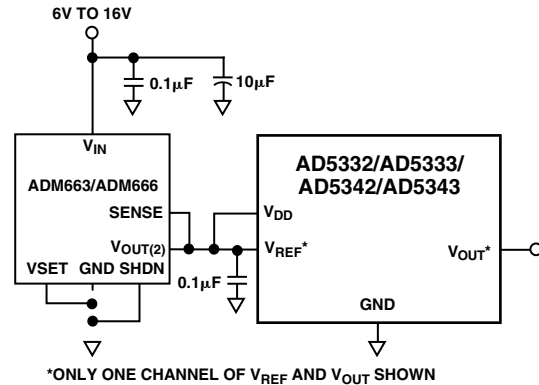 6V TO 16V
0.1µF
10µF
V_IN
ADM663/ADM666
SENSE
V_OUT(2)
VSET GND SHDN
0.1µF
AD5332/AD5333/
AD5342/AD5343
V_DD
V_REF*
V_OUT*
GND
*ONLY ONE CHANNEL OF V_REF AND V_OUT SHOWN